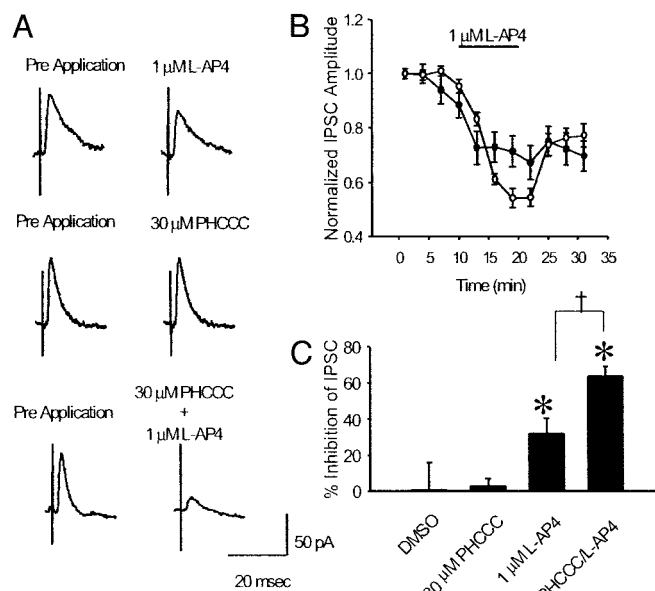 A
Pre Application
1 µM L-AP4
Pre Application
30 µM PHCCC
Pre Application
30 µM PHCCC
+
1 µM L-AP4
50 pA
20 msec
B
1 µM L-AP4
Normalized IPSC Amplitude
1.0
0.8
0.6
0.4
0 5 10 15 20 25 30 35
Time (min)
C
†
*
*
% Inhibition of IPSC
80
60
40
20
0
DMSO
30 µM PHCCC
1 µM L-AP4
PHCCC/L-AP4